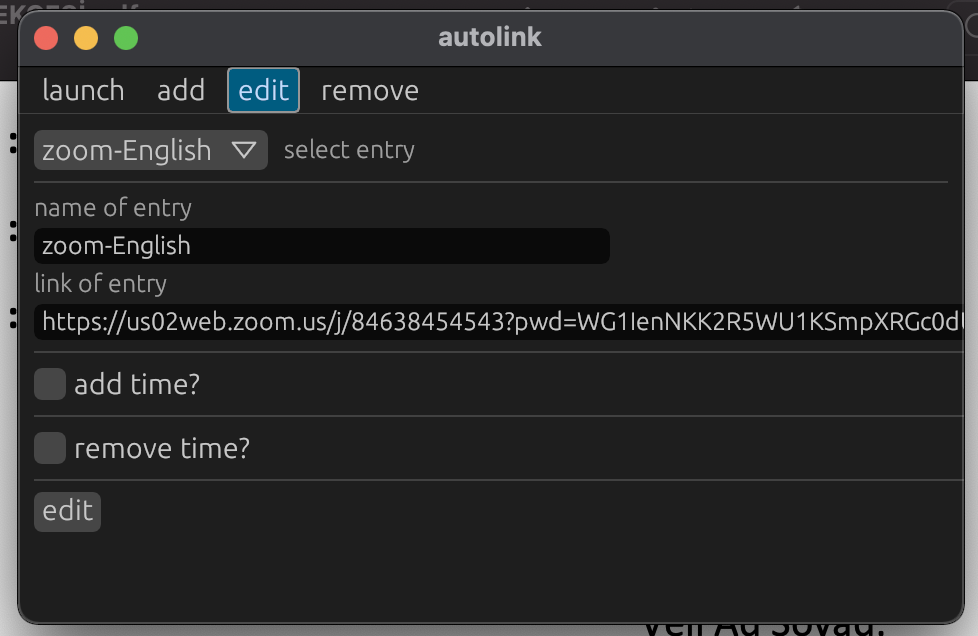 autolink
launch add edit remove
zoom-English select entry
name of entry
zoom-English
link of entry
https://us02web.zoom.us/j/84638454543?pwd=WG1IenNKK2R5WU1KSmpXRGc0d
add time?
remove time?
edit